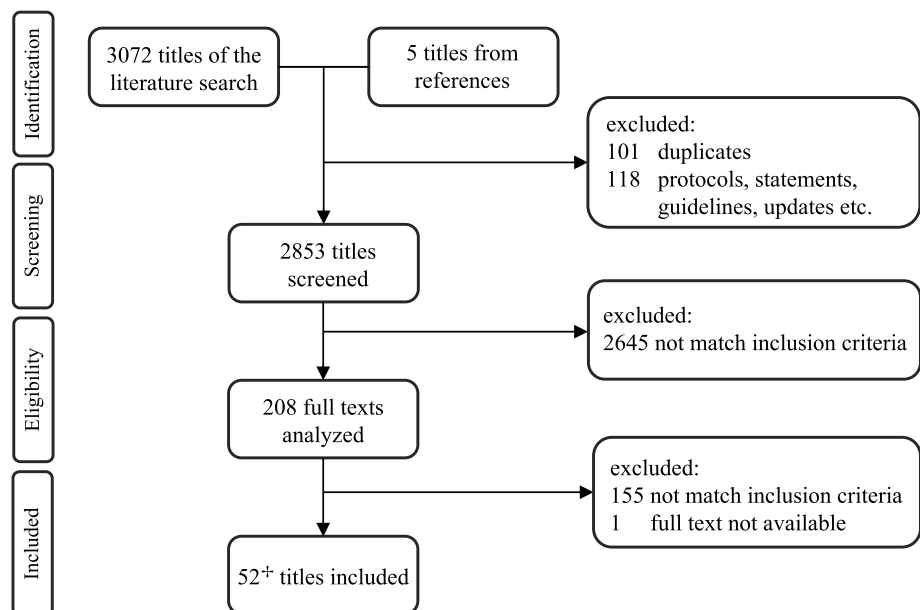 Identification
3072 titles of the
literature search
5 titles from
references
excluded:
101 duplicates
118 protocols, statements,
guidelines, updates etc.
Screening
2853 titles
screened
excluded:
2645 not match inclusion criteria
Eligibility
208 full texts
analyzed
excluded:
155 not match inclusion criteria
1 full text not available
Included
52‡ titles included